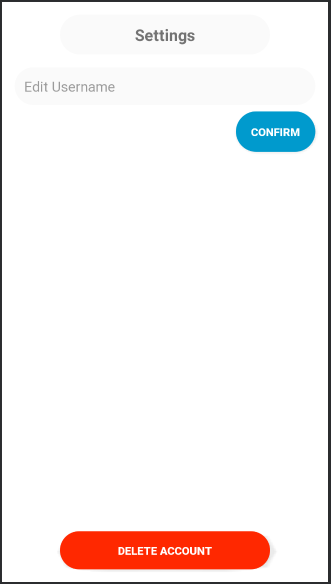 Settings
Edit Username
CONFIRM
DELETE ACCOUNT